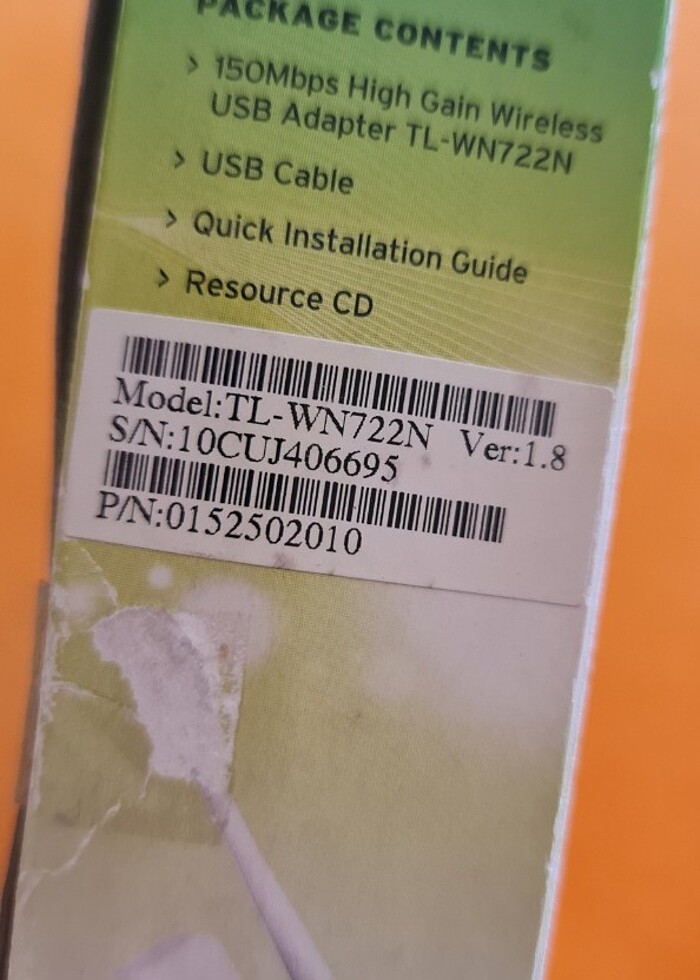 PACKAGE CONTENTS
> 150Mbps High Gain Wireless
USB Adapter TL-WN722N
> USB Cable
> Quick Installation Guide
> Resource CD
Model:TL-WN722N Ver:1.8
S/N:10CUJ406695
P/N:0152502010